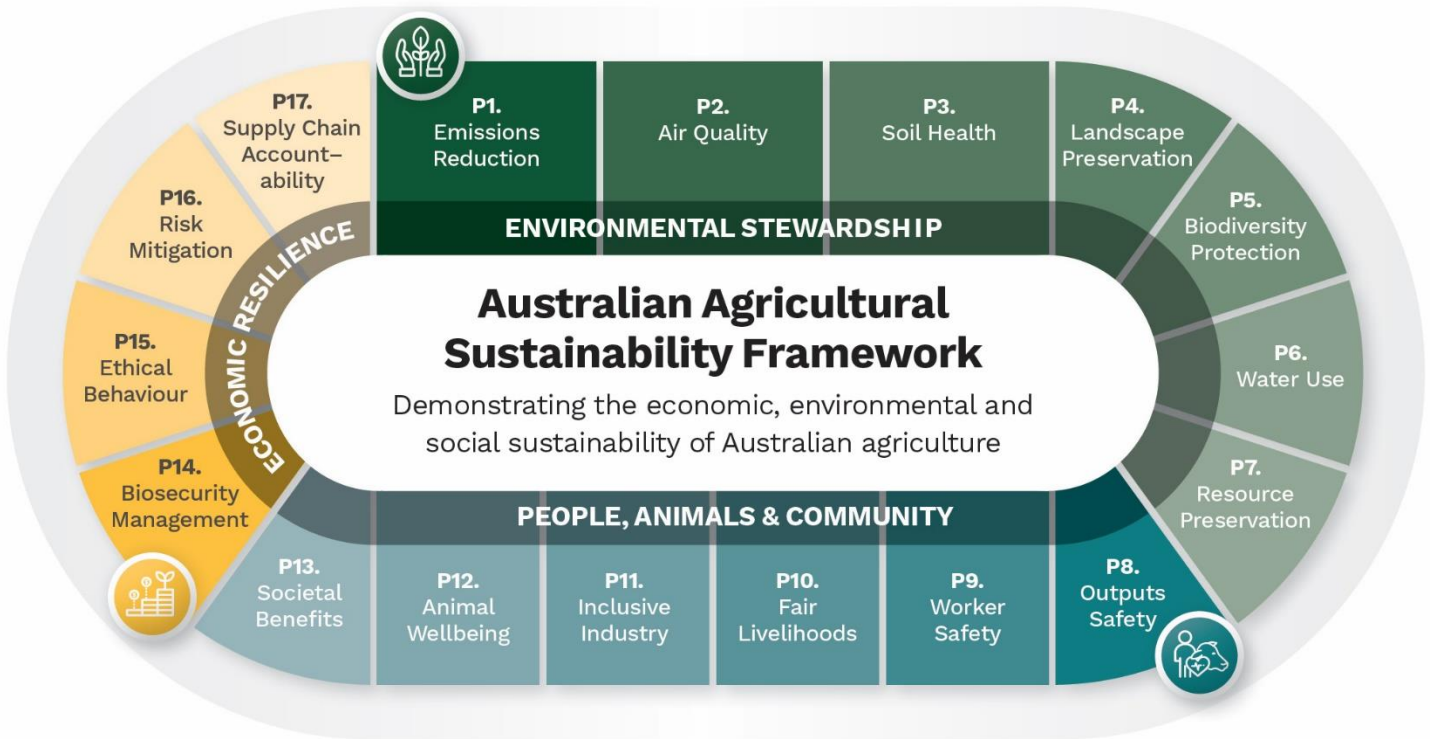 Australian Agricultural
Sustainability Framework
Demonstrating the economic, environmental and
social sustainability of Australian agriculture
ENVIRONMENTAL STEWARDSHIP
P1.
Emissions
Reduction
P2.
Air Quality
P3.
Soil Health
P4.
Landscape
Preservation
P5.
Biodiversity
Protection
P6.
Water Use
P7.
Resource
Preservation
PEOPLE, ANIMALS & COMMUNITY
P8.
Outputs
Safety
P9.
Worker
Safety
P10.
Fair
Livelihoods
P11.
Inclusive
Industry
P12.
Animal
Wellbeing
P13.
Societal
Benefits
ECONOMIC RESILIENCE
P14.
Biosecurity
Management
P15.
Ethical
Behaviour
P16.
Risk
Mitigation
P17.
Supply Chain
Account–
ability